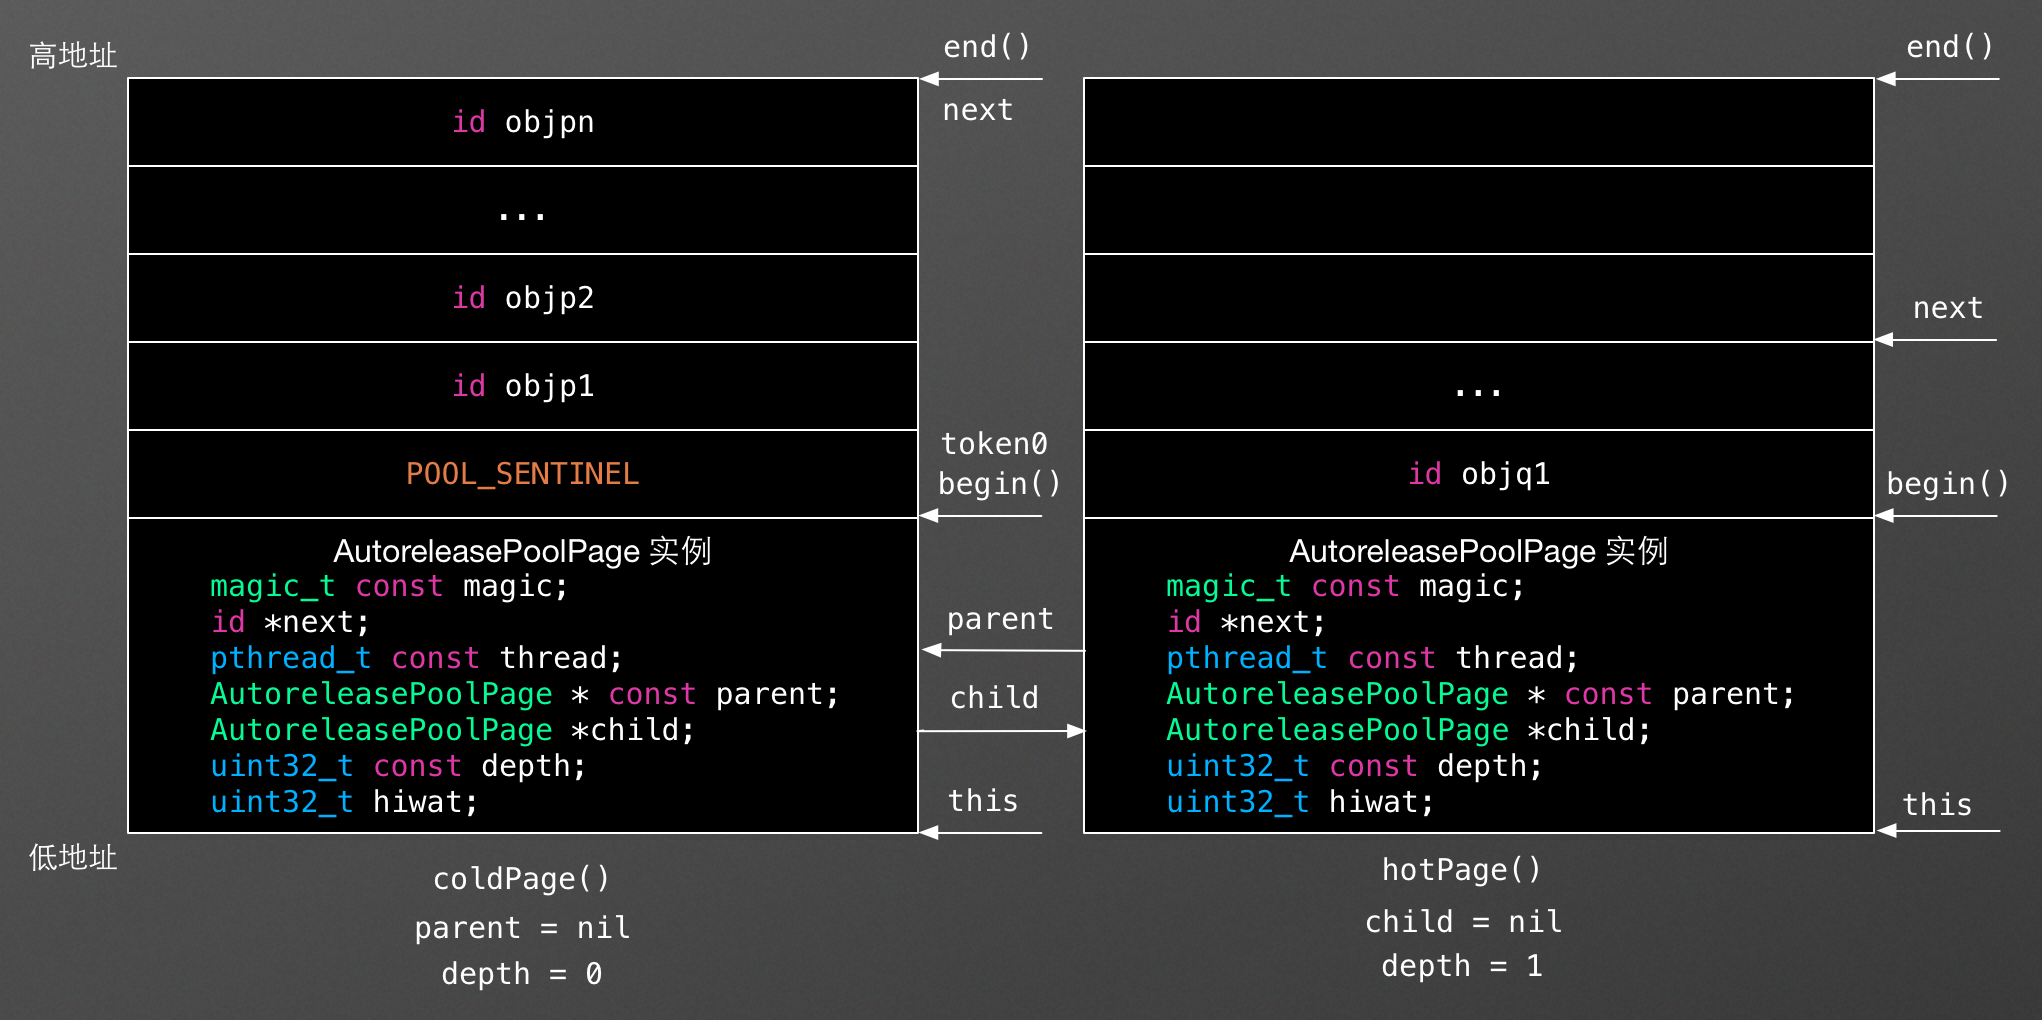 高地址
id objpn
...
id objp2
id objp1
POOL_SENTINEL
AutoreleasePoolPage 实例
magic_t const magic;
id *next;
pthread_t const thread;
AutoreleasePoolPage * const parent;
AutoreleasePoolPage *child;
uint32_t const depth;
uint32_t hiwat;
低地址
coldPage()
parent = nil
depth = 0
end()
next
token0
begin()
parent
child
this
...
id objq1
AutoreleasePoolPage 实例
magic_t const magic;
id *next;
pthread_t const thread;
AutoreleasePoolPage * const parent;
AutoreleasePoolPage *child;
uint32_t const depth;
uint32_t hiwat;
hotPage()
child = nil
depth = 1
end()
next
begin()
this